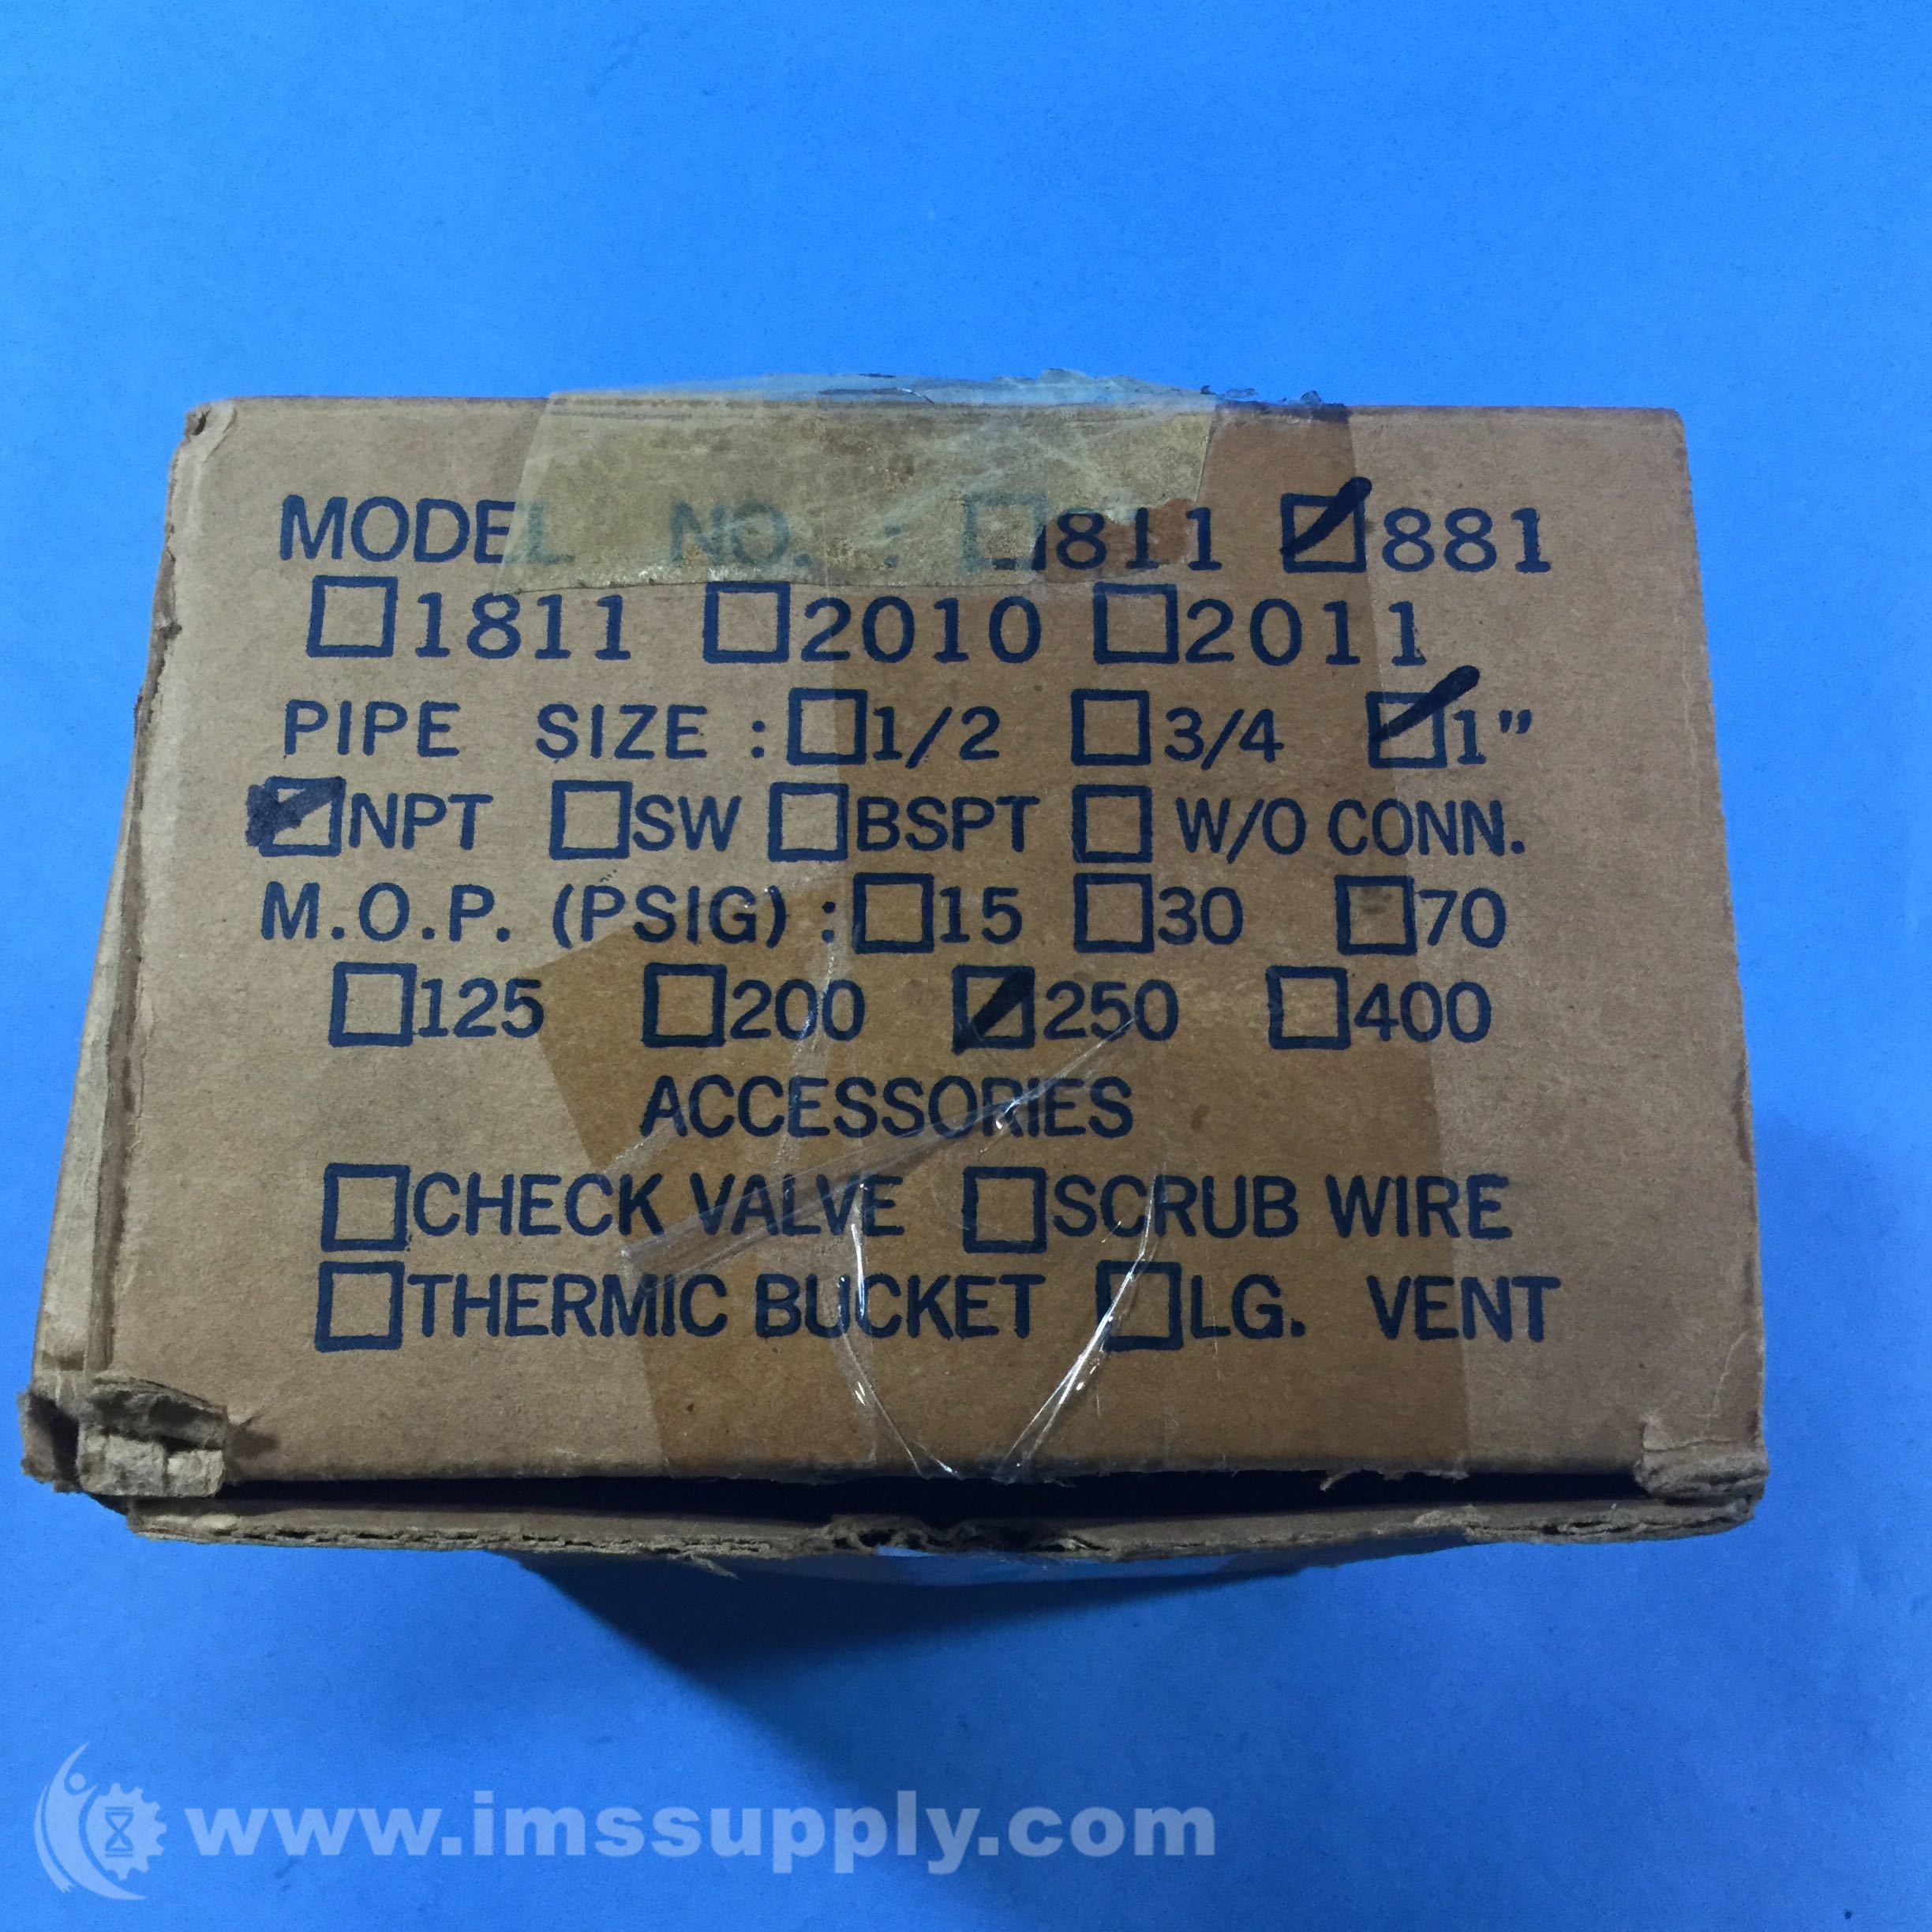 MODEL NO. : ☐811 ☑881
☐1811 ☐2010 ☐2011
PIPE SIZE : ☐1/2 ☐3/4 ☑1"
☑NPT ☐SW ☐BSPT ☐ W/O CONN.
M.O.P. (PSIG) : ☐15 ☐30 ☐70
☐125 ☐200 ☑250 ☐400
ACCESSORIES
☐CHECK VALVE ☐SCRUB WIRE
☐THERMIC BUCKET ☐LG. VENT
www.imssupply.com